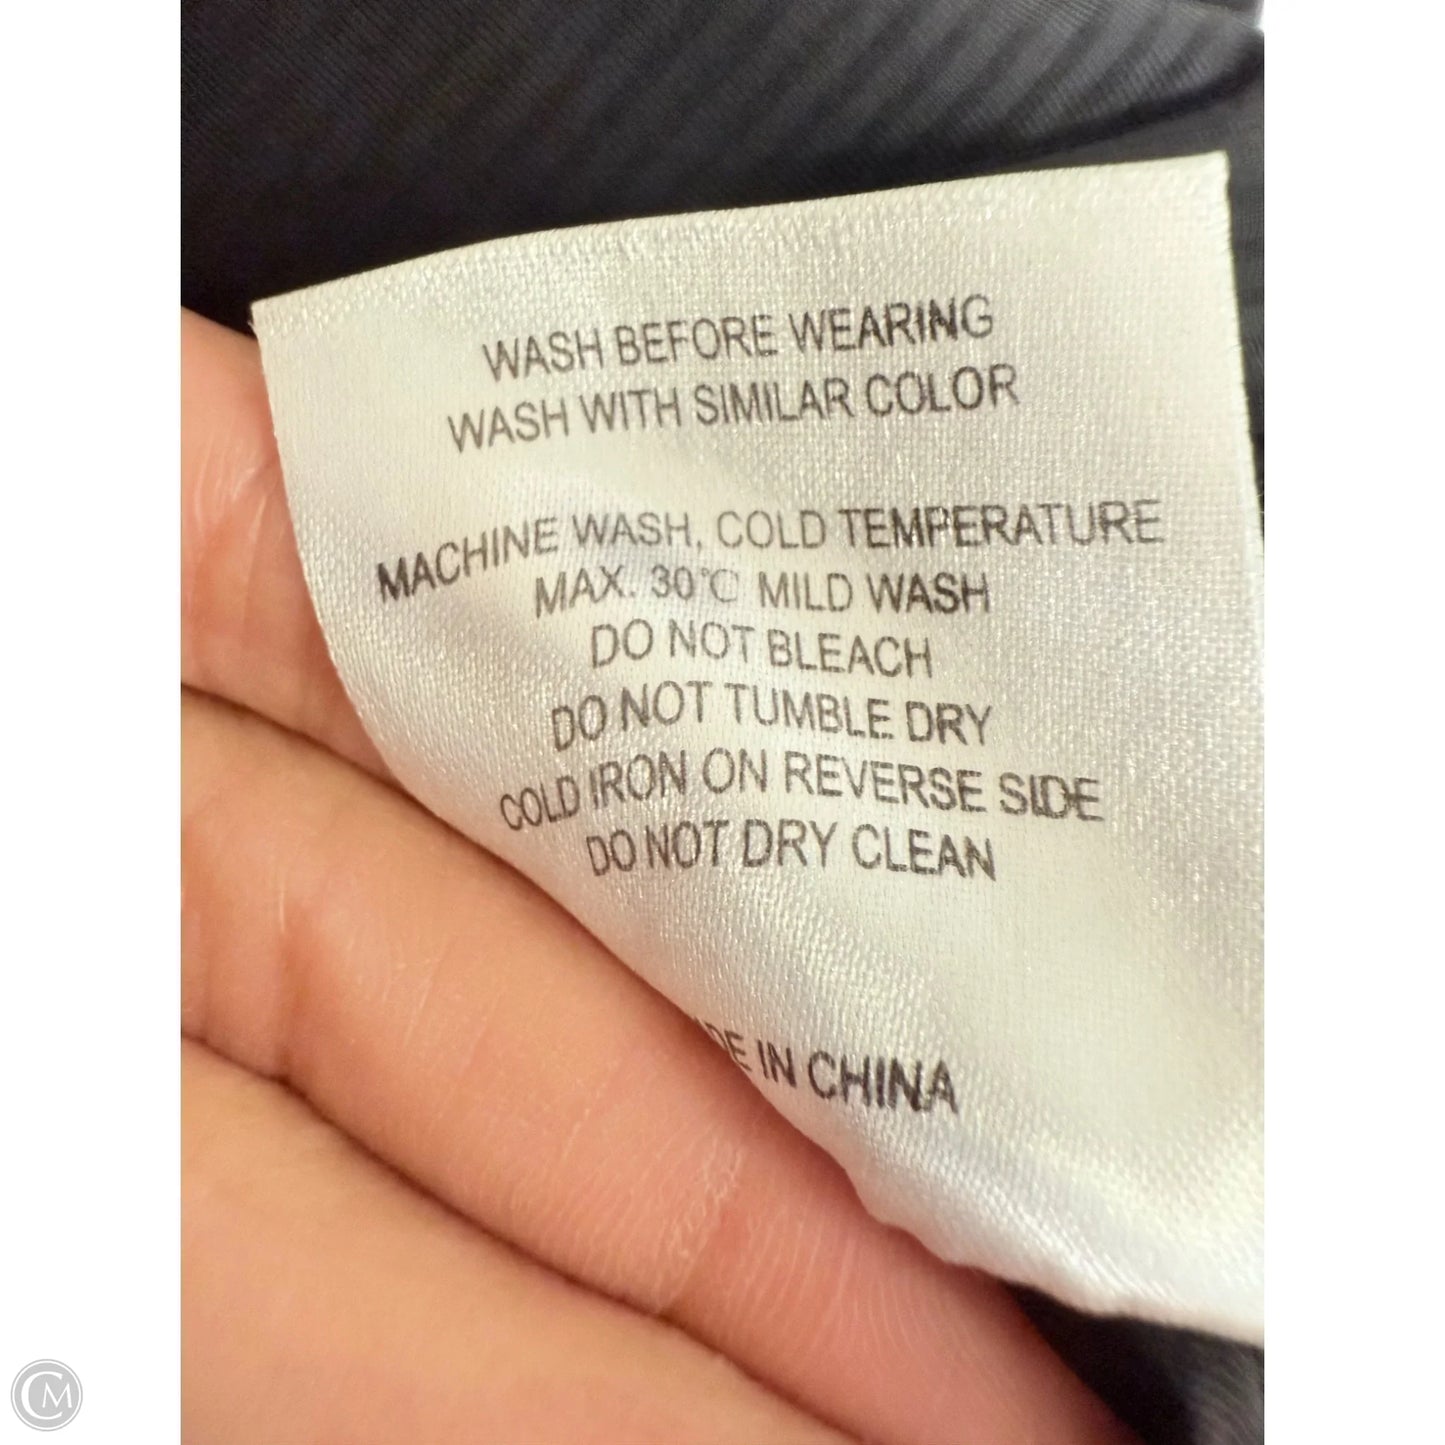 WASH BEFORE WEARING
WASH WITH SIMILAR COLOR
MACHINE WASH, COLD TEMPERATURE
MAX. 30℃ MILD WASH
DO NOT BLEACH
DO NOT TUMBLE DRY
COLD IRON ON REVERSE SIDE
DO NOT DRY CLEAN
IN CHINA
CM